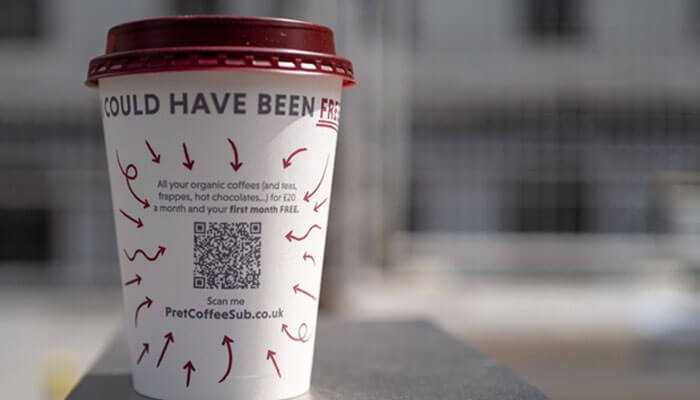 COULD HAVE BEEN FREE
All your organic coffees (and teas,
frappes, hot chocolates...) for £20
a month and your first month FREE.
Scan me
PretCoffeeSub.co.uk